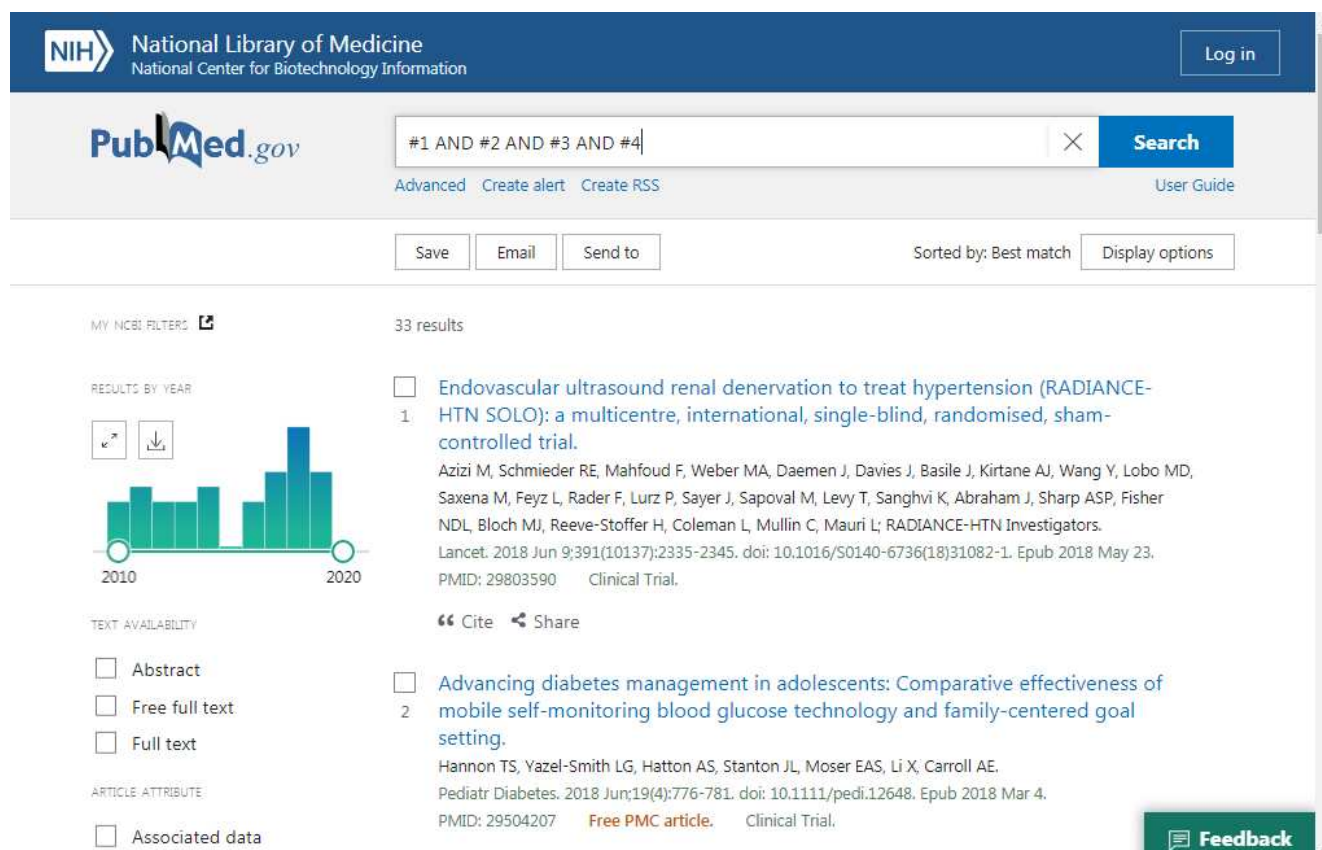 NIH
National Library of Medicine
National Center for Biotechnology Information
Log in
PubMed.gov
#1 AND #2 AND #3 AND #4
Search
Advanced Create alert Create RSS
User Guide
Save Email Send to
Sorted by: Best match Display options
MY NCBI FILTERS
33 results
RESULTS BY YEAR
2010 2020
TEXT AVAILABILITY
Abstract
Free full text
Full text
ARTICLE ATTRIBUTE
Associated data
1
Endovascular ultrasound renal denervation to treat hypertension (RADIANCE-
HTN SOLO): a multicentre, international, single-blind, randomised, sham-
controlled trial.
Azizi M, Schmieder RE, Mahfoud F, Weber MA, Daemen J, Davies J, Basile J, Kirtane AJ, Wang Y, Lobo MD,
Saxena M, Feyz L, Rader F, Lurz P, Sayer J, Sapoval M, Levy T, Sanghvi K, Abraham J, Sharp ASP, Fisher
NDL, Bloch MJ, Reeve-Stoffer H, Coleman L, Mullin C, Mauri L; RADIANCE-HTN Investigators.
Lancet. 2018 Jun 9;391(10137):2335-2345. doi: 10.1016/S0140-6736(18)31082-1. Epub 2018 May 23.
PMID: 29803590 Clinical Trial.
Cite Share
2
Advancing diabetes management in adolescents: Comparative effectiveness of
mobile self-monitoring blood glucose technology and family-centered goal
setting.
Hannon TS, Yazel-Smith LG, Hatton AS, Stanton JL, Moser EAS, Li X, Carroll AE.
Pediatr Diabetes. 2018 Jun;19(4):776-781. doi: 10.1111/pedi.12648. Epub 2018 Mar 4.
PMID: 29504207 Free PMC article. Clinical Trial.
Feedback